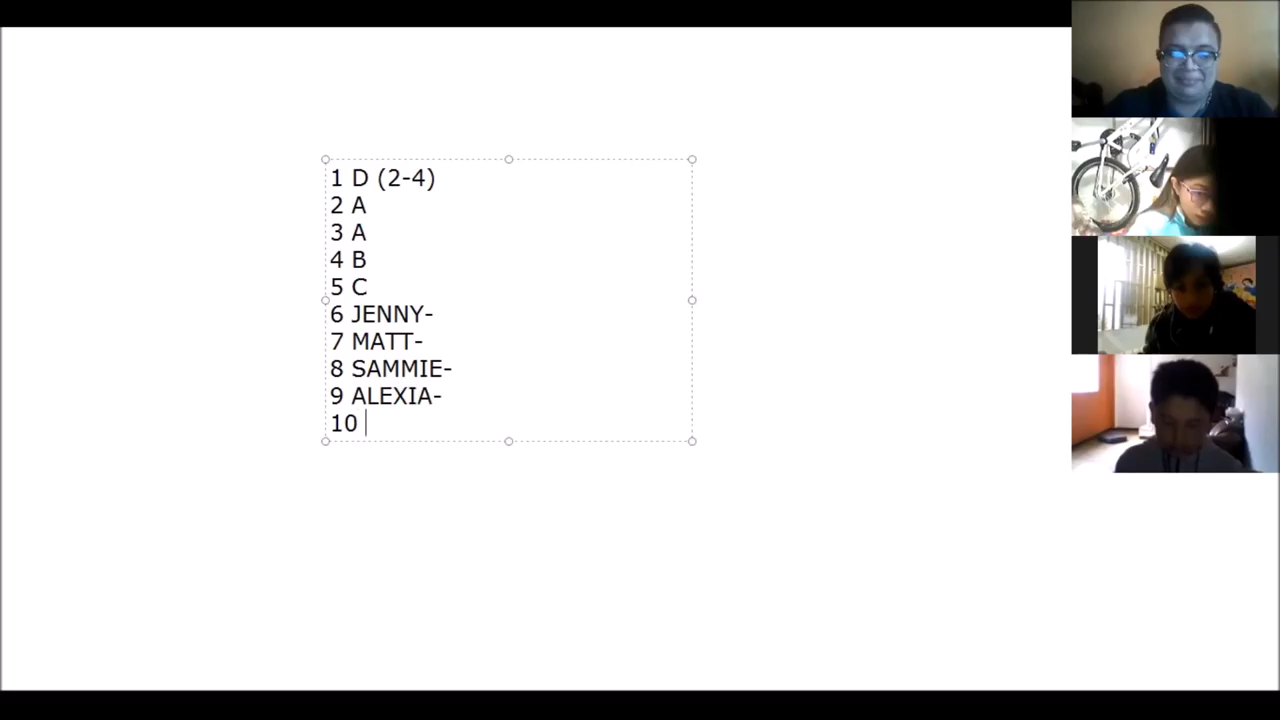 1 D (2-4)
2 A
3 A
4 B
5 C
6 JENNY-
7 MATT-
8 SAMMIE-
9 ALEXIA-
10